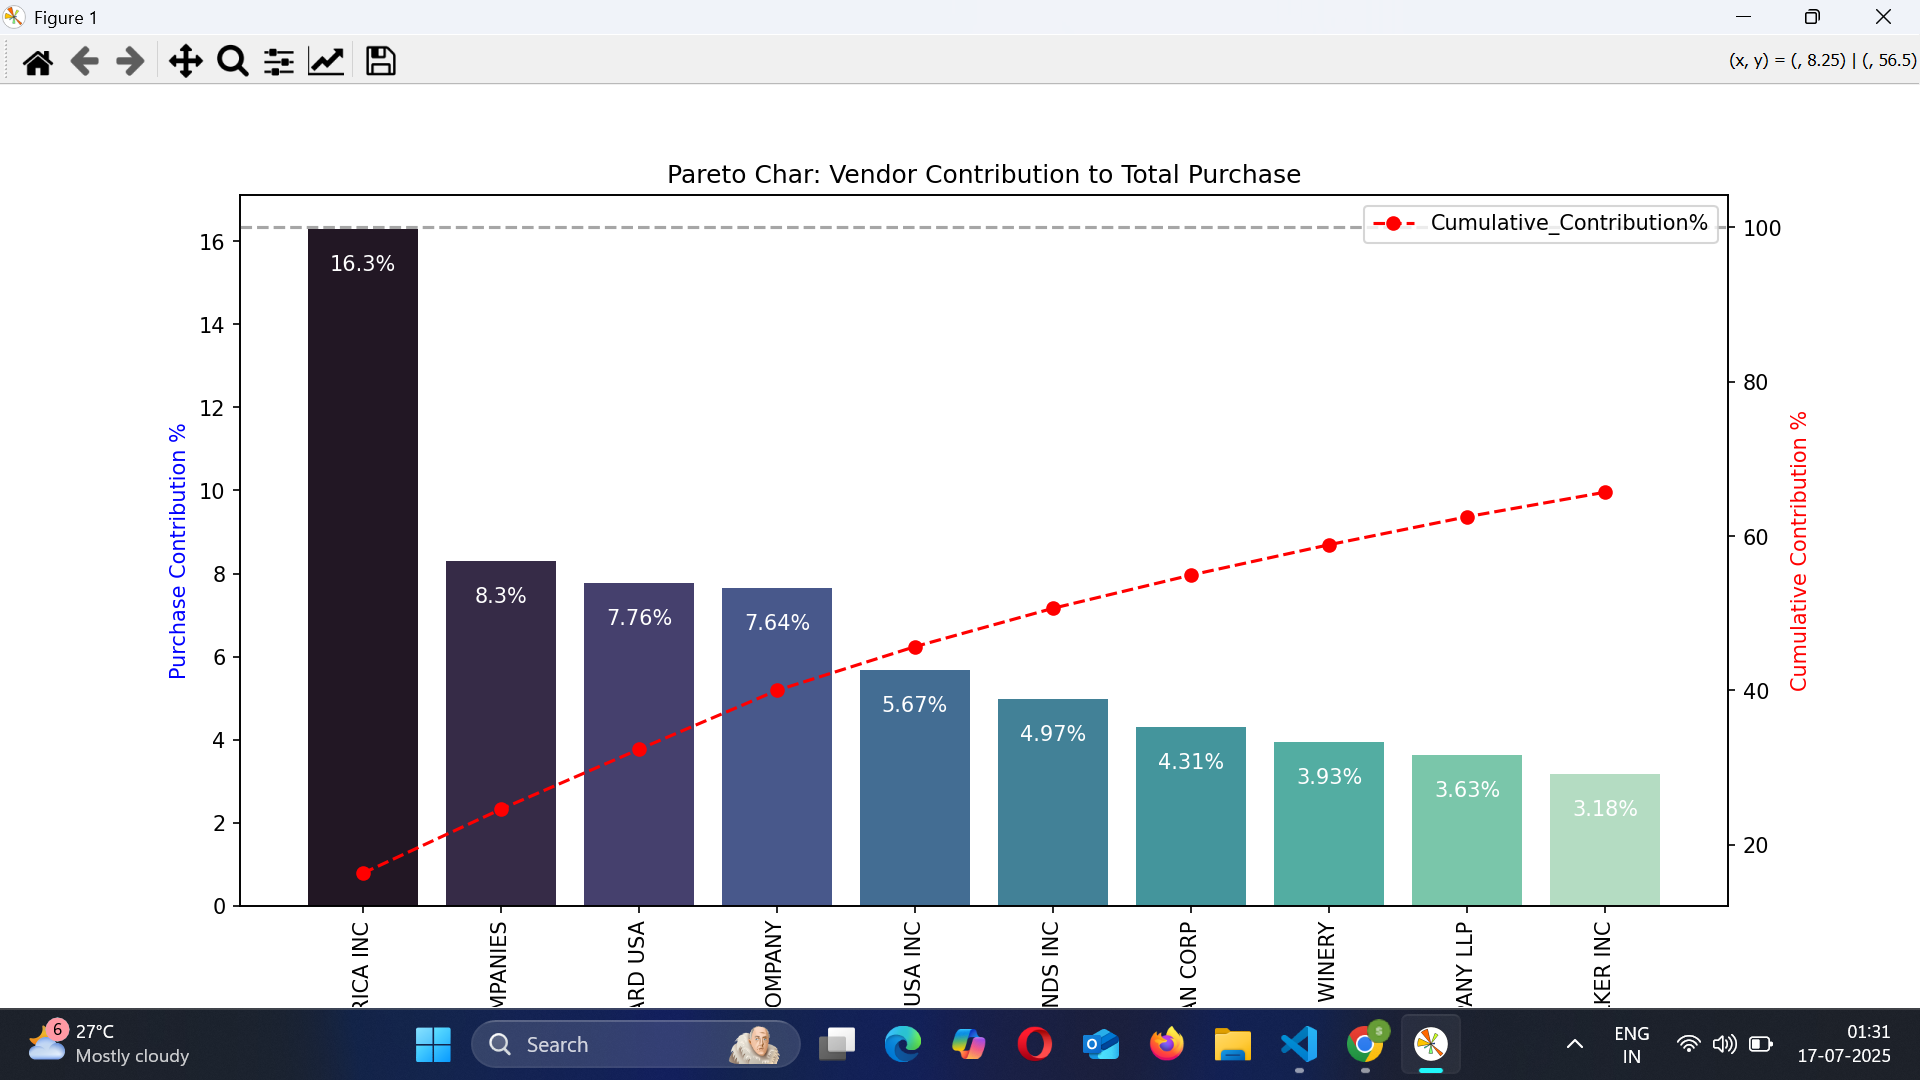 Figure 1
(x, y) = (, 8.25) | (, 56.5)
Pareto Char: Vendor Contribution to Total Purchase
Cumulative_Contribution%
16
14
12
10
8
6
4
2
0
Purchase Contribution %
100
80
60
40
20
Cumulative Contribution %
16.3%
8.3%
7.76%
7.64%
5.67%
4.97%
4.31%
3.93%
3.63%
3.18%
RICA INC
MPANIES
ARD USA
OMPANY
USA INC
NDS INC
AN CORP
WINERY
ANY LLP
KER INC
6
27°C
Mostly cloudy
Search
S
ENG
IN
01:31
17-07-2025